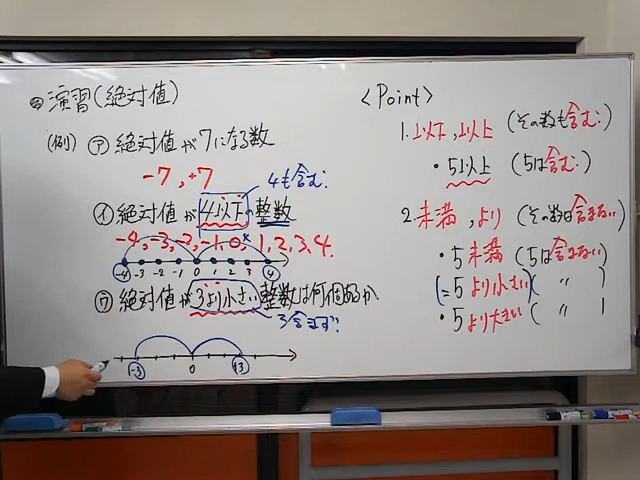 演習(絶対値)
(例) ㋐ 絶対値が7になる数
-7, +7
4も含む
㋑ 絶対値が4以下の整数
-4, -3, -2, -1, 0, 1, 2, 3, 4.
-4 -3 -2 -1 0 1 2 3 4
㋒ 絶対値が3より小さい整数は何個あるか
3含まず!
-3 0 +3
<Point>
1. 以下, 以上 (その数も含む)
・5以上 (5は含む)
2. 未満, より (その数は含まない)
・5未満 (5は含まない)
(=5より小さい) ( 〃 )
・5より大きい ( 〃 )